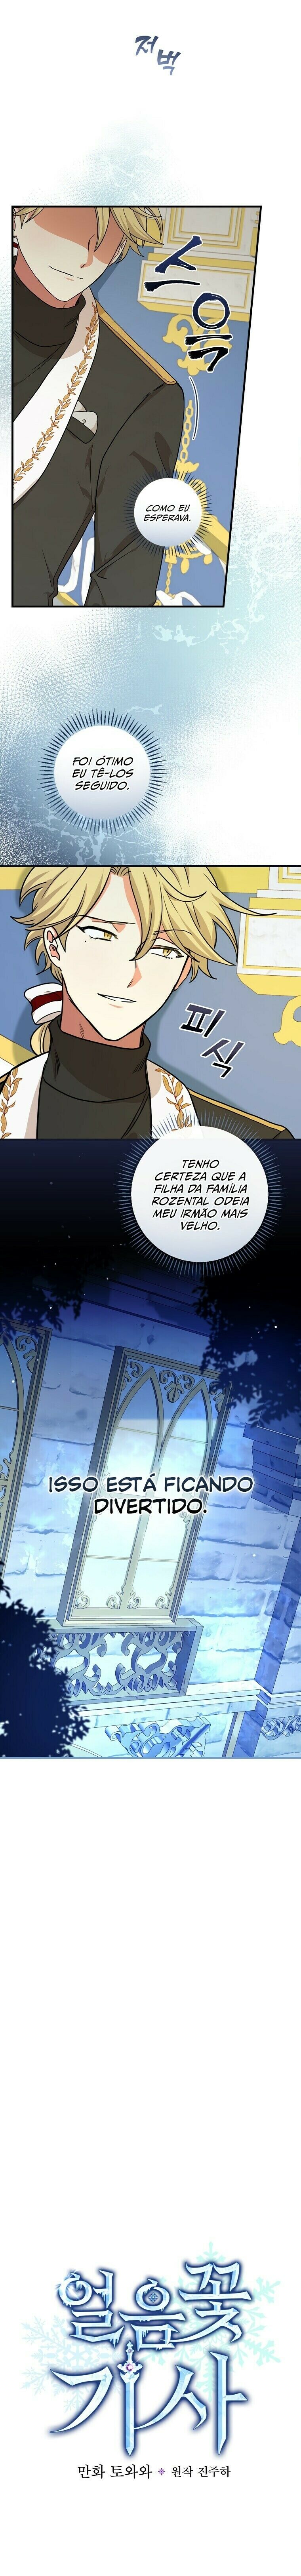 저벅
스윽
COMO EU
ESPERAVA.
FOI ÓTIMO
EU TÊ-LOS
SEGUIDO.
피식
TENHO
CERTEZA QUE A
FILHA DA FAMÍLIA
ROZENTAL ODEIA
MEU IRMÃO MAIS
VELHO.
ISSO ESTÁ FICANDO
DIVERTIDO.
얼음꽃
기사
만화 토와와 원작 진주하